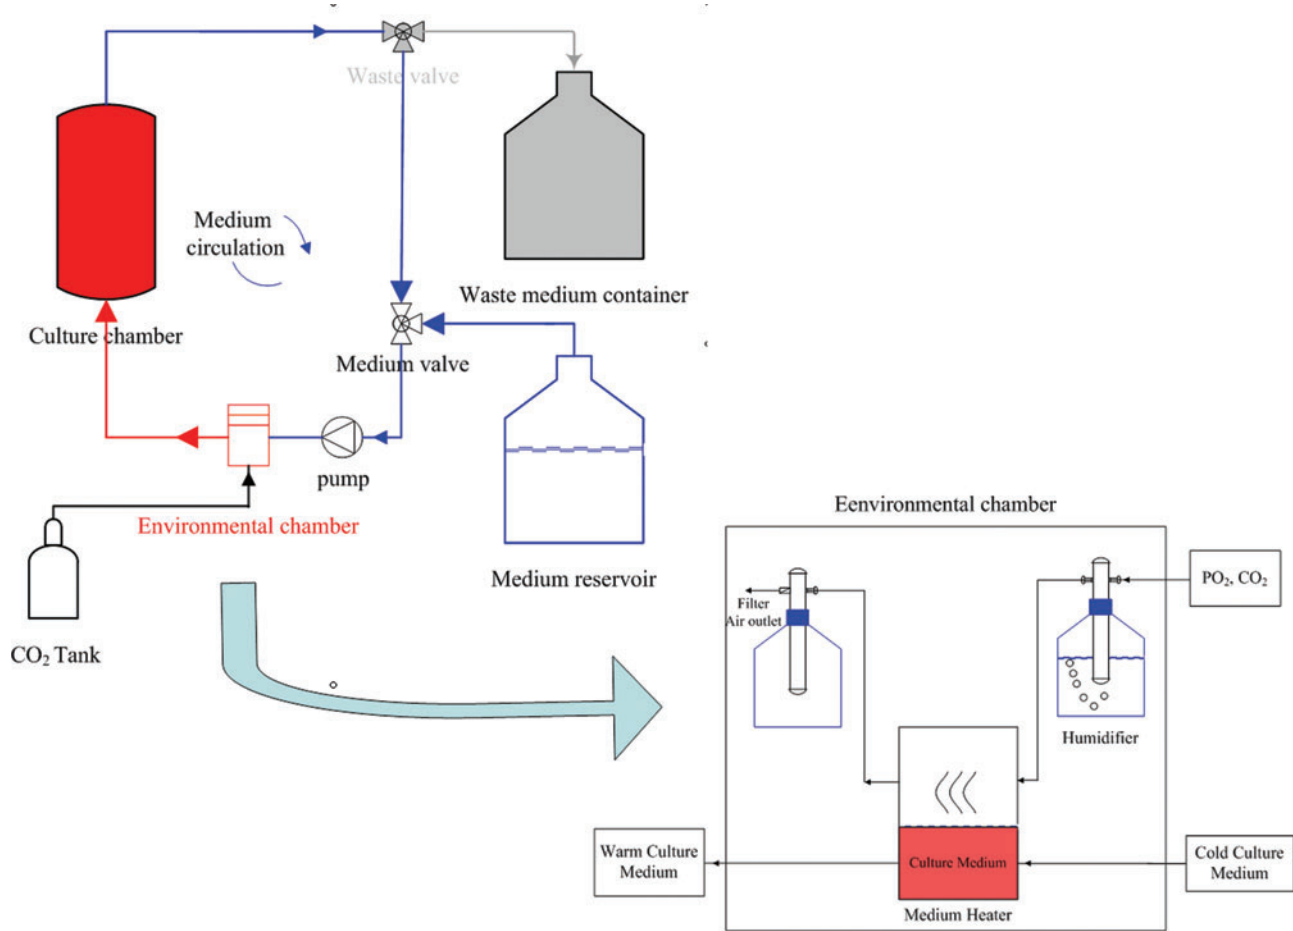 Waste valve
Medium
circulation
Waste medium container
Culture chamber
Medium valve
pump
Environmental chamber
Medium reservoir
CO₂ Tank
Eenvironmental chamber
PO₂, CO₂
Filter
Air outlet
Humidifier
Warm Culture
Medium
Culture Medium
Cold Culture
Medium
Medium Heater